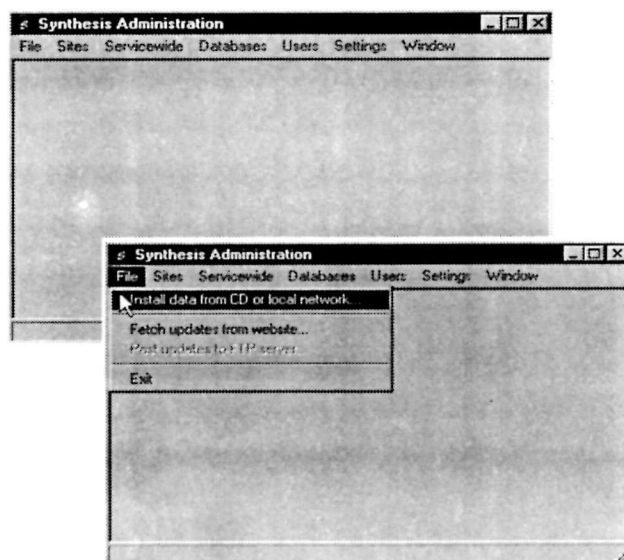 Synthesis Administration
File Sites Servicewide Databases Users Settings Window
Synthesis Administration
File Sites Servicewide Databases Users Settings Window
Install data from CD or local network...
Fetch updates from website...
Post updates to FTP server...
Exit